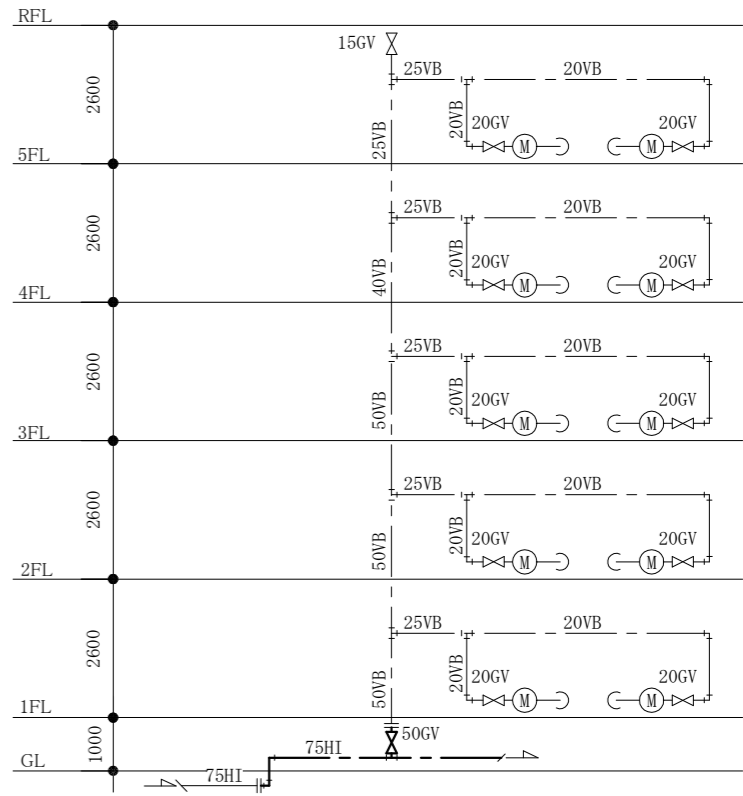 RFL
15GV
25VB 20VB
2600
25VB
20VB
20GV 20GV
M M
5FL
25VB 20VB
2600
40VB
20VB
20GV 20GV
M M
4FL
25VB 20VB
2600
50VB
20VB
20GV 20GV
M M
3FL
25VB 20VB
2600
50VB
20VB
20GV 20GV
M M
2FL
25VB 20VB
2600
50VB
20VB
20GV 20GV
M M
1FL
1000
50GV
75HI
GL
75HI